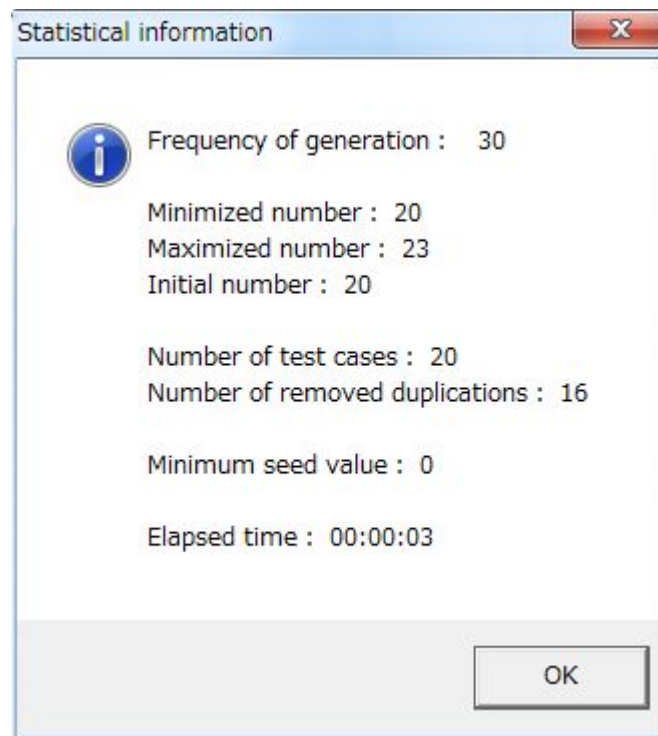 Statistical information
Frequency of generation : 30
Minimized number : 20
Maximized number : 23
Initial number : 20
Number of test cases : 20
Number of removed duplications : 16
Minimum seed value : 0
Elapsed time : 00:00:03
OK